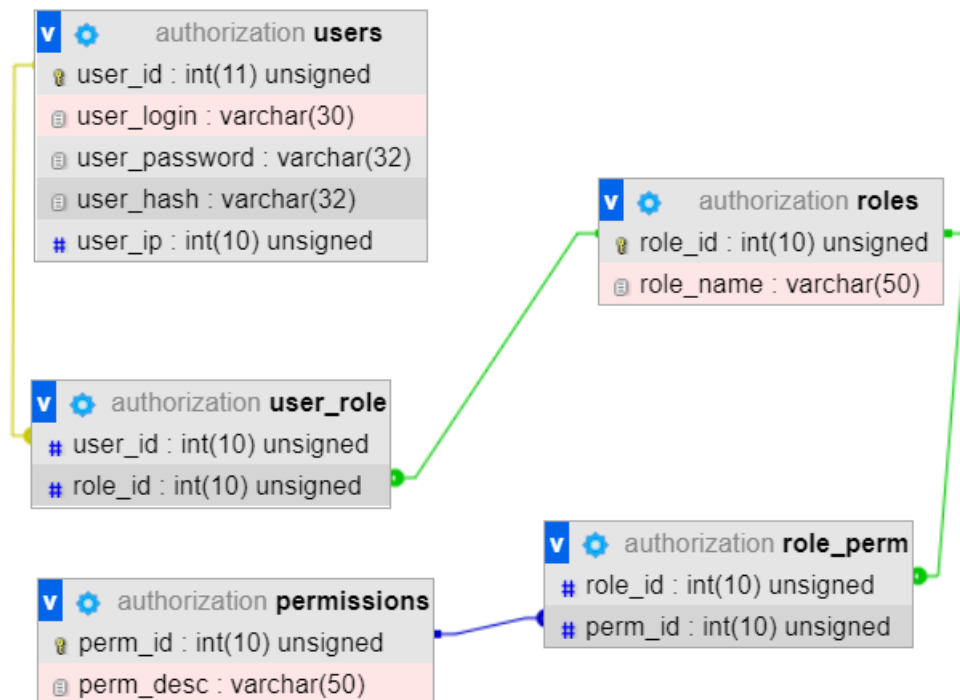 v authorization users
user_id : int(11) unsigned
user_login : varchar(30)
user_password : varchar(32)
user_hash : varchar(32)
# user_ip : int(10) unsigned
v authorization roles
role_id : int(10) unsigned
role_name : varchar(50)
v authorization user_role
# user_id : int(10) unsigned
# role_id : int(10) unsigned
v authorization role_perm
# role_id : int(10) unsigned
# perm_id : int(10) unsigned
v authorization permissions
perm_id : int(10) unsigned
perm_desc : varchar(50)